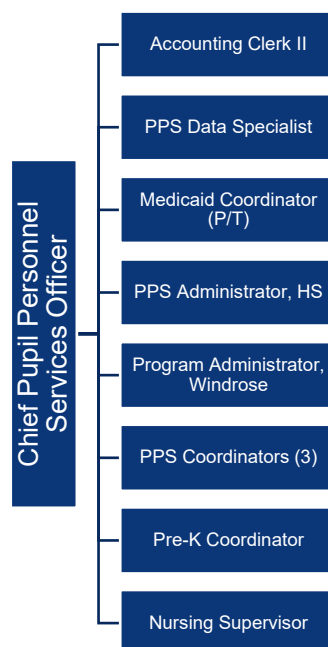 Chief Pupil Personnel
Services Officer
Accounting Clerk II
PPS Data Specialist
Medicaid Coordinator
(P/T)
PPS Administrator, HS
Program Administrator,
Windrose
PPS Coordinators (3)
Pre-K Coordinator
Nursing Supervisor